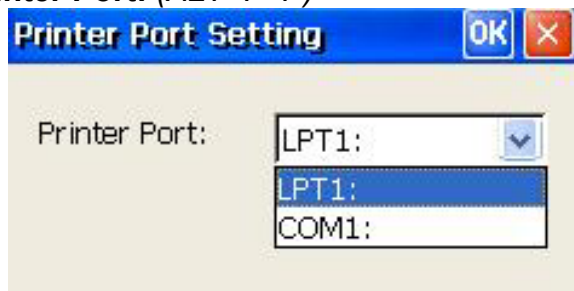 Printer Port Setting OK
Printer Port: LPT1:
LPT1:
COM1: